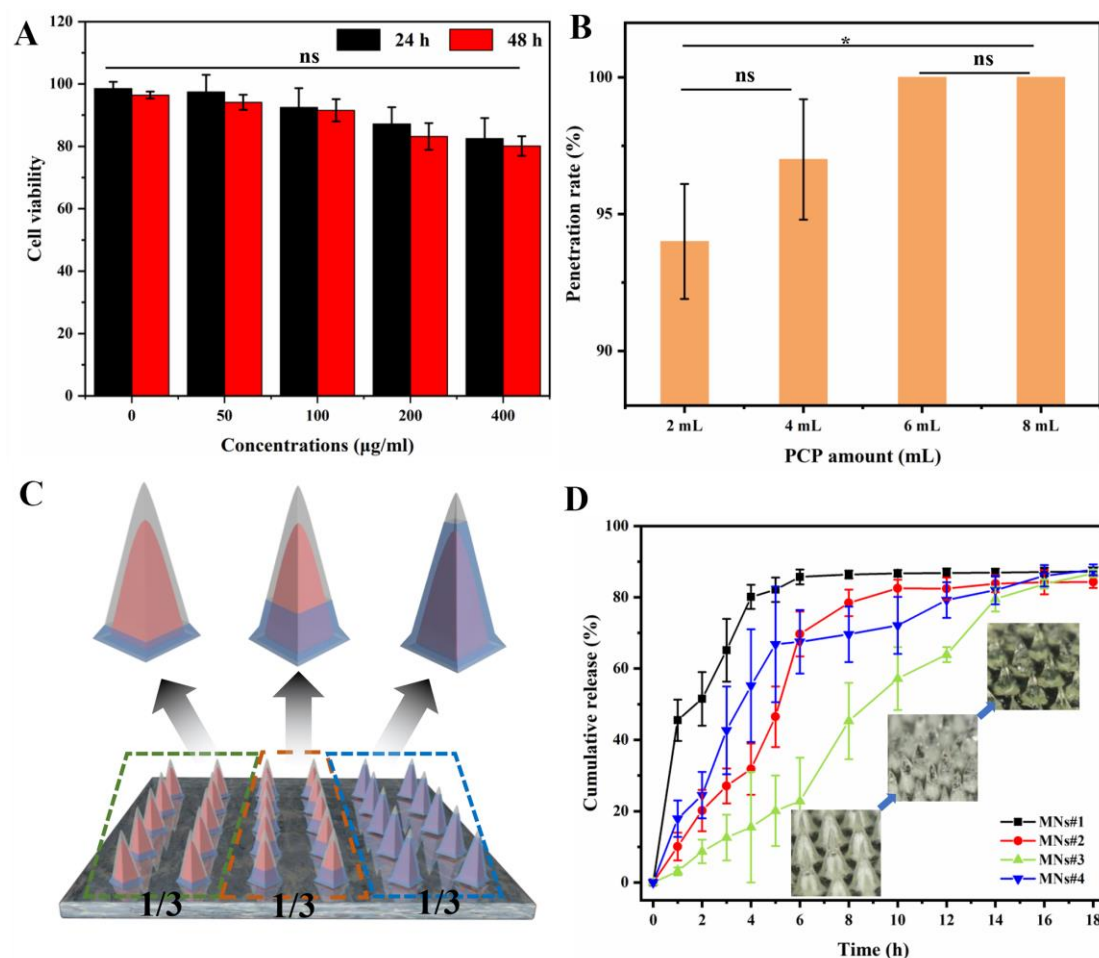 A
120
100
80
60
40
20
0
Cell viability
24 h
48 h
ns
0 50 100 200 400
Concentrations (μg/ml)
B
*
ns
ns
100
95
90
Penetration rate (%)
2 mL 4 mL 6 mL 8 mL
PCP amount (mL)
C
1/3 1/3 1/3
D
100
80
60
40
20
0
Cumulative release (%)
MNs#1
MNs#2
MNs#3
MNs#4
0 2 4 6 8 10 12 14 16 18
Time (h)